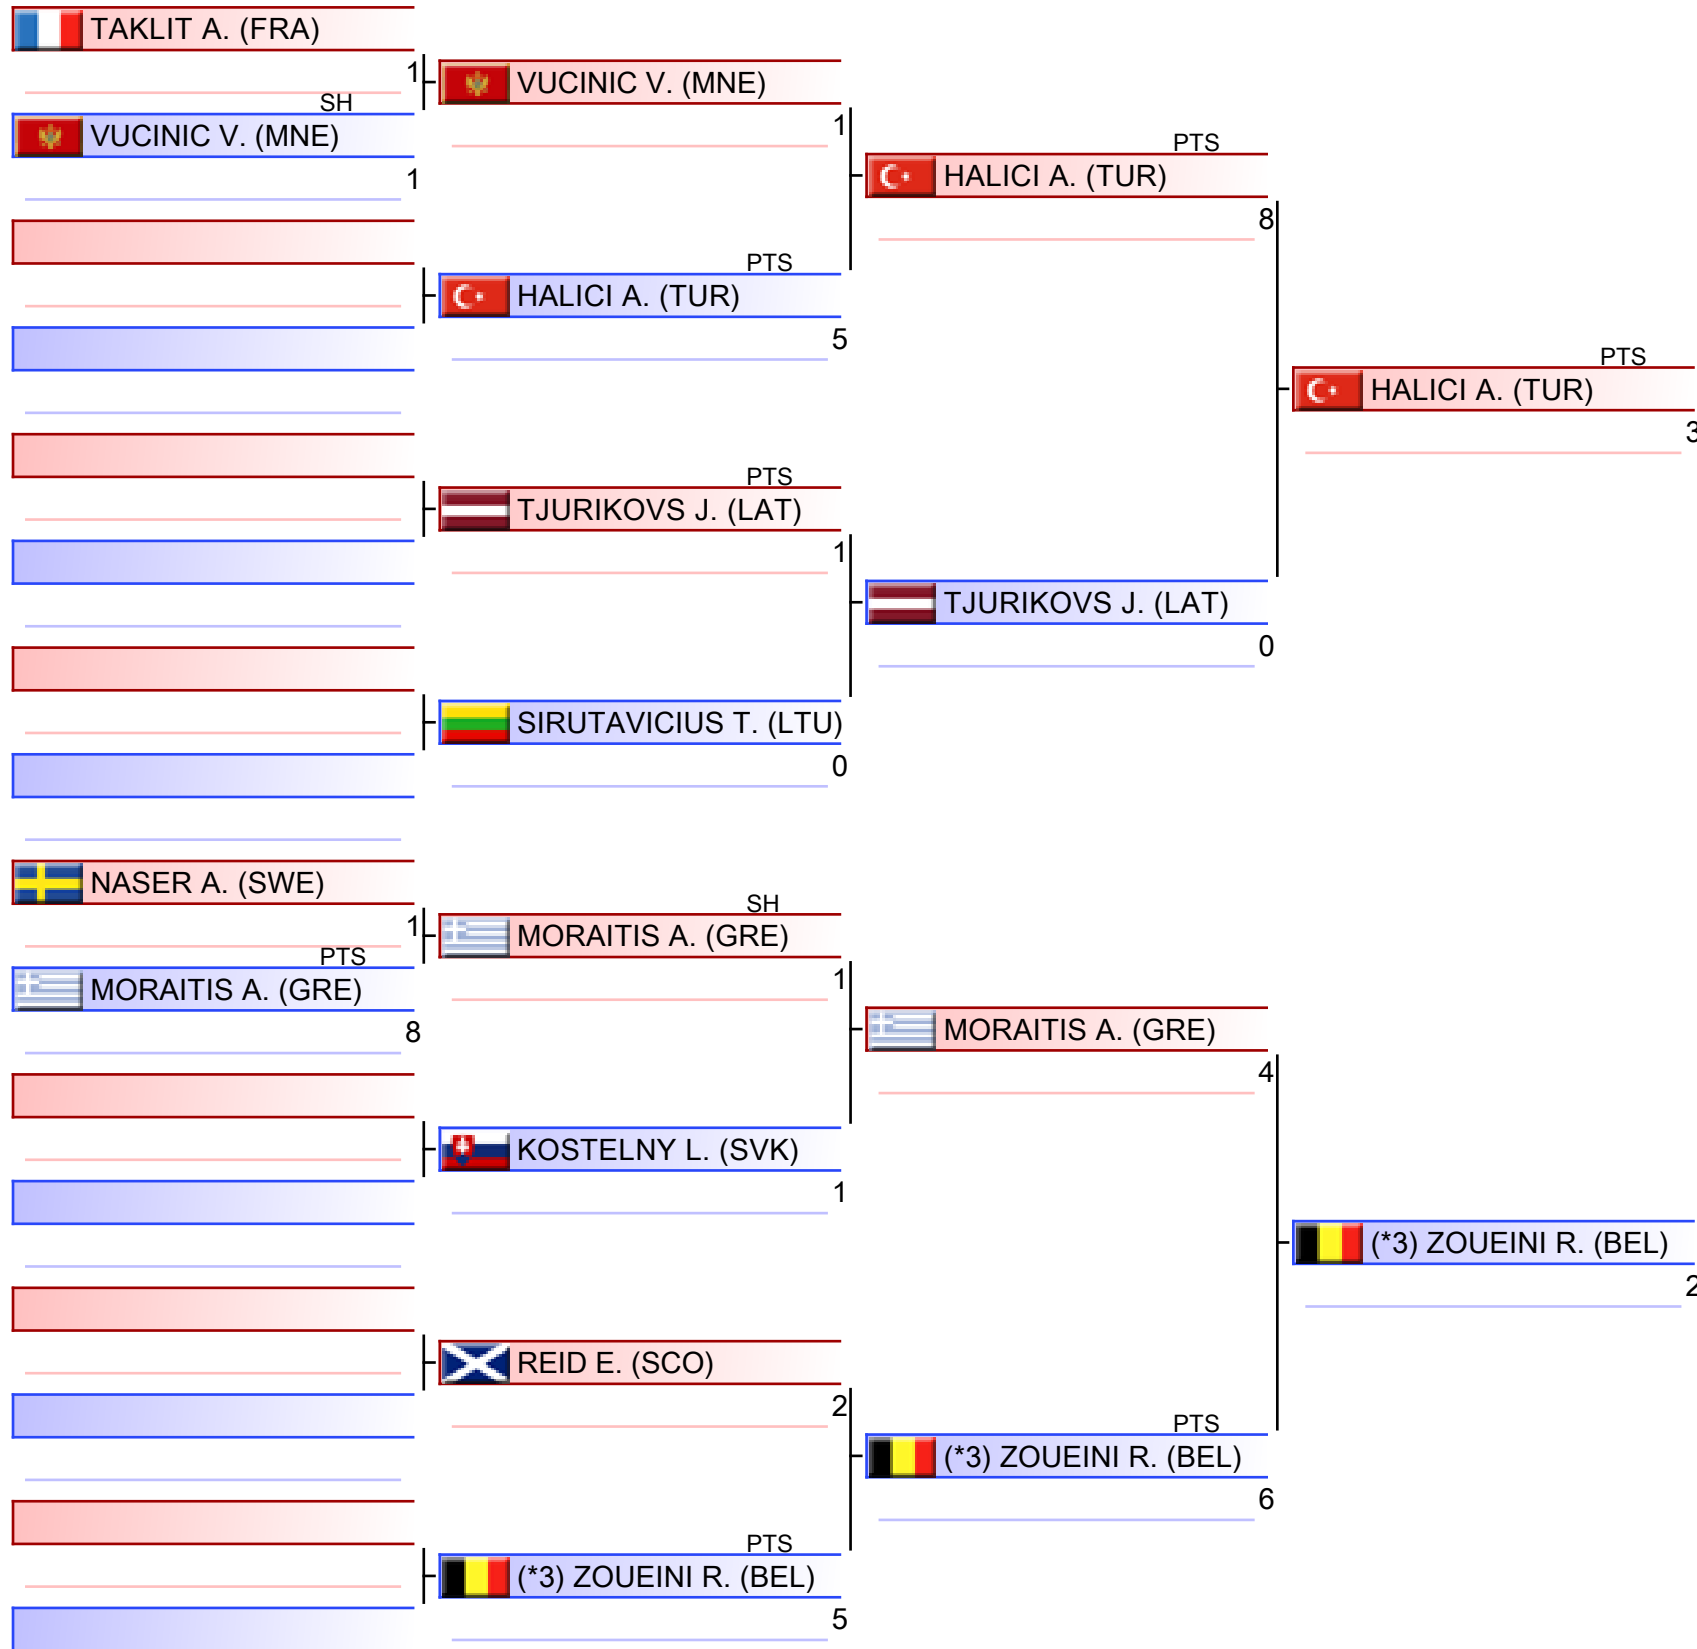 TAKLIT A. (FRA)
1
SH
VUCINIC V. (MNE)
1
NASER A. (SWE)
1
PTS
MORAITIS A. (GRE)
8
VUCINIC V. (MNE)
1
PTS
HALICI A. (TUR)
5
PTS
TJURIKOVS J. (LAT)
1
SIRUTAVICIUS T. (LTU)
0
SH
MORAITIS A. (GRE)
1
KOSTELNY L. (SVK)
1
REID E. (SCO)
2
PTS
(*3) ZOUEINI R. (BEL)
5
PTS
HALICI A. (TUR)
8
TJURIKOVS J. (LAT)
0
MORAITIS A. (GRE)
4
PTS
(*3) ZOUEINI R. (BEL)
6
PTS
HALICI A. (TUR)
3
(*3) ZOUEINI R. (BEL)
2